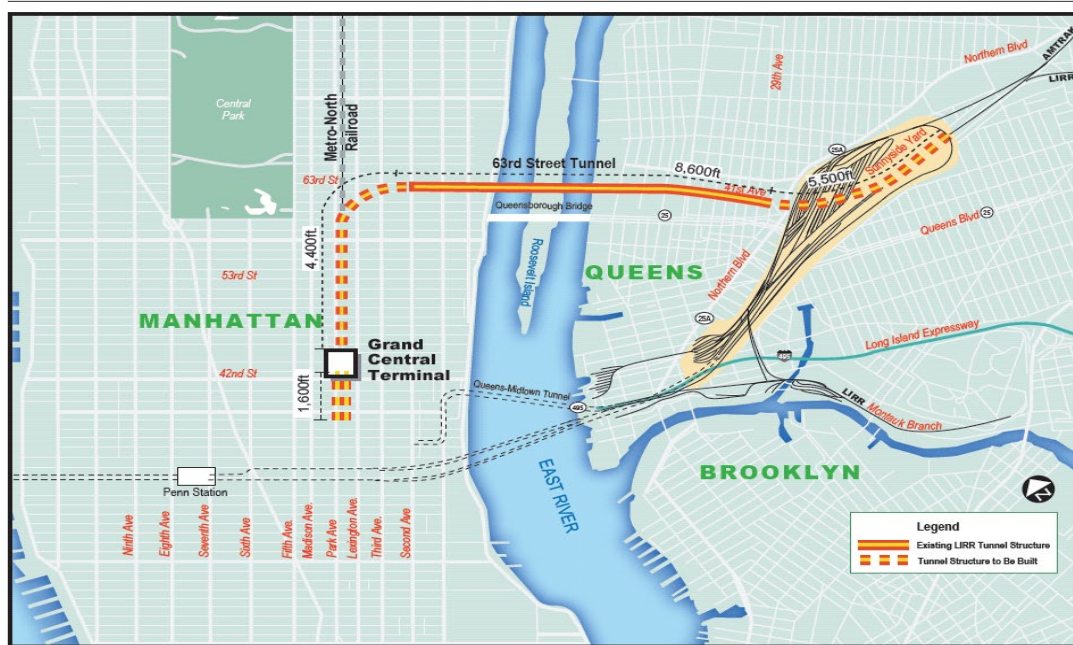 Central
Park
Metro-North
Railroad
63rd St
63rd Street Tunnel
8,600ft
29th Ave
Northern Blvd
AMTRAK
LIRR
25A
Sunnyside Yard
41st Ave
5,500ft
Queensborough Bridge
25
Queens Blvd
25
4,400ft.
53rd St
Roosevelt Island
QUEENS
Northern Blvd
25A
MANHATTAN
Grand
Central
Terminal
42nd St
1,600ft
Queens-Midtown Tunnel
495
495
Long Island Expressway
LIRR
Montauk Branch
Penn Station
EAST RIVER
BROOKLYN
Ninth Ave
Eighth Ave
Seventh Ave
Sixth Ave
Fifth Ave.
Madison Ave.
Park Ave
Lexington Ave.
Third Ave.
Second Ave
N
Legend
Existing LIRR Tunnel Structure
Tunnel Structure to Be Built